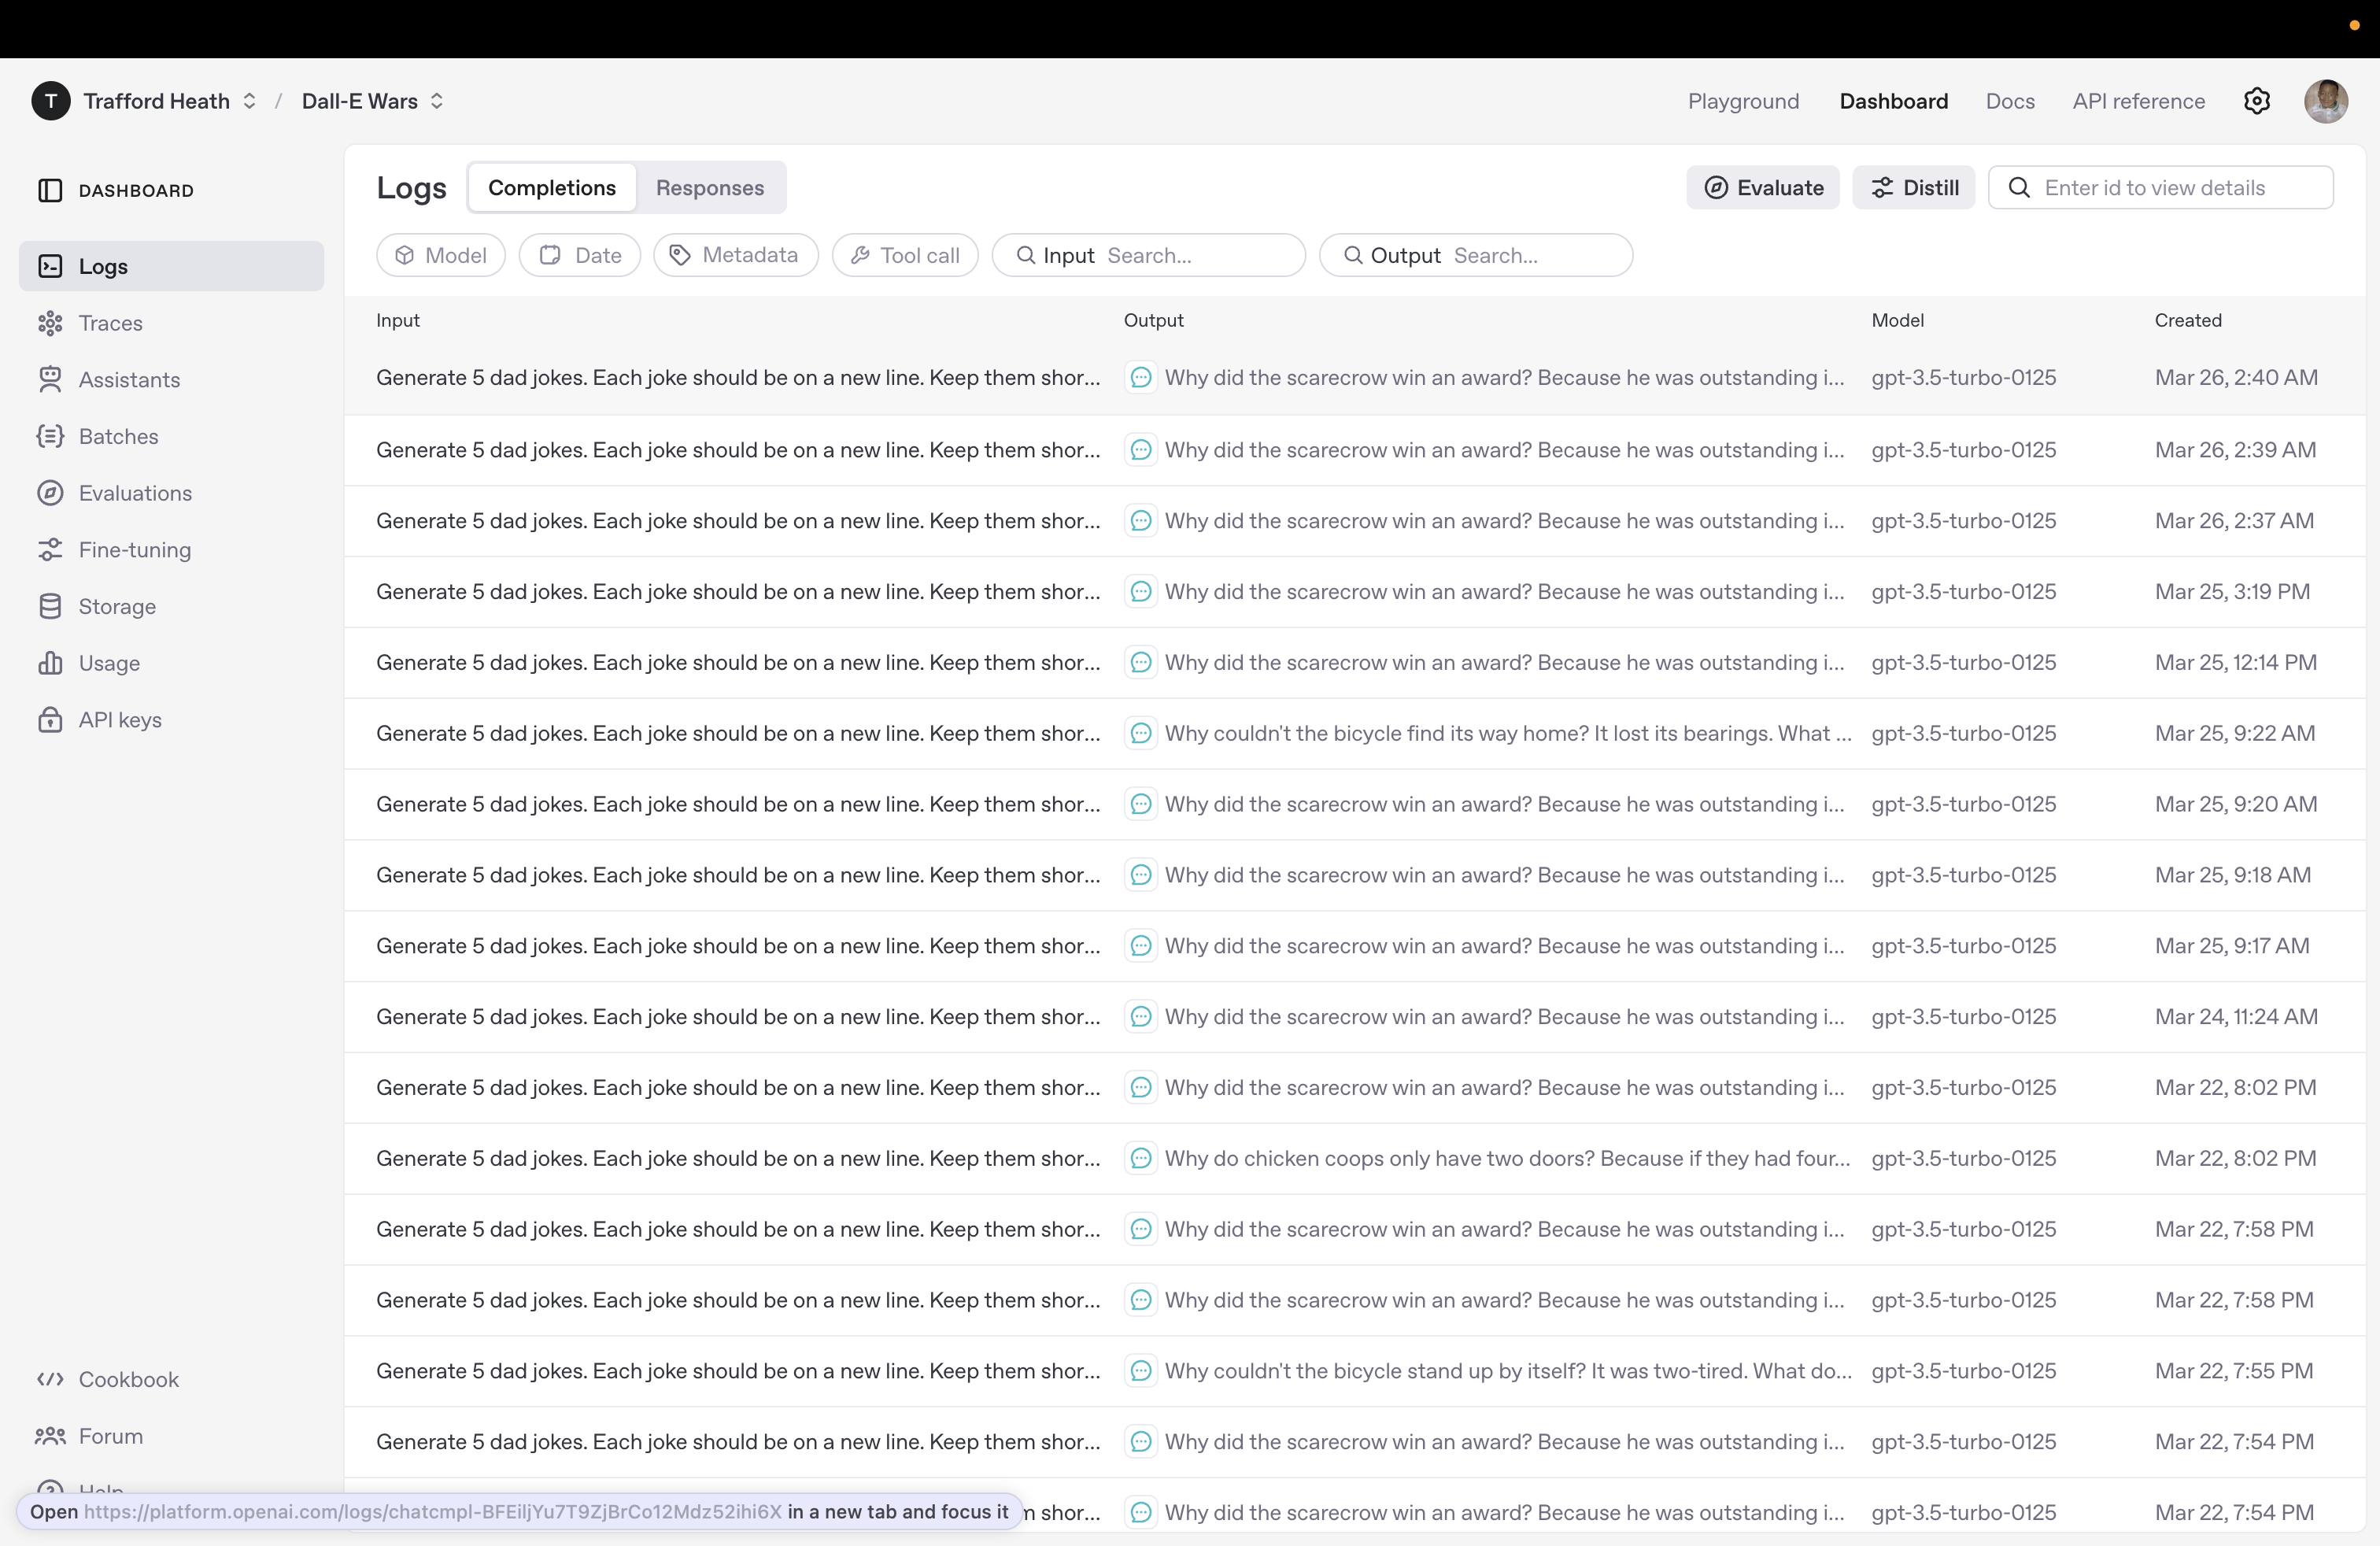 T Trafford Heath / Dall-E Wars Playground Dashboard Docs API reference
DASHBOARD
Logs
Traces
Assistants
Batches
Evaluations
Fine-tuning
Storage
Usage
API keys
Cookbook
Forum
Help
Logs Completions Responses Evaluate Distill Enter id to view details
Model Date Metadata Tool call Input Search... Output Search...
Input Output Model Created
Generate 5 dad jokes. Each joke should be on a new line. Keep them shor... Why did the scarecrow win an award? Because he was outstanding i... gpt-3.5-turbo-0125 Mar 26, 2:40 AM
Generate 5 dad jokes. Each joke should be on a new line. Keep them shor... Why did the scarecrow win an award? Because he was outstanding i... gpt-3.5-turbo-0125 Mar 26, 2:39 AM
Generate 5 dad jokes. Each joke should be on a new line. Keep them shor... Why did the scarecrow win an award? Because he was outstanding i... gpt-3.5-turbo-0125 Mar 26, 2:37 AM
Generate 5 dad jokes. Each joke should be on a new line. Keep them shor... Why did the scarecrow win an award? Because he was outstanding i... gpt-3.5-turbo-0125 Mar 25, 3:19 PM
Generate 5 dad jokes. Each joke should be on a new line. Keep them shor... Why did the scarecrow win an award? Because he was outstanding i... gpt-3.5-turbo-0125 Mar 25, 12:14 PM
Generate 5 dad jokes. Each joke should be on a new line. Keep them shor... Why couldn't the bicycle find its way home? It lost its bearings. What ... gpt-3.5-turbo-0125 Mar 25, 9:22 AM
Generate 5 dad jokes. Each joke should be on a new line. Keep them shor... Why did the scarecrow win an award? Because he was outstanding i... gpt-3.5-turbo-0125 Mar 25, 9:20 AM
Generate 5 dad jokes. Each joke should be on a new line. Keep them shor... Why did the scarecrow win an award? Because he was outstanding i... gpt-3.5-turbo-0125 Mar 25, 9:18 AM
Generate 5 dad jokes. Each joke should be on a new line. Keep them shor... Why did the scarecrow win an award? Because he was outstanding i... gpt-3.5-turbo-0125 Mar 25, 9:17 AM
Generate 5 dad jokes. Each joke should be on a new line. Keep them shor... Why did the scarecrow win an award? Because he was outstanding i... gpt-3.5-turbo-0125 Mar 24, 11:24 AM
Generate 5 dad jokes. Each joke should be on a new line. Keep them shor... Why did the scarecrow win an award? Because he was outstanding i... gpt-3.5-turbo-0125 Mar 22, 8:02 PM
Generate 5 dad jokes. Each joke should be on a new line. Keep them shor... Why do chicken coops only have two doors? Because if they had four... gpt-3.5-turbo-0125 Mar 22, 8:02 PM
Generate 5 dad jokes. Each joke should be on a new line. Keep them shor... Why did the scarecrow win an award? Because he was outstanding i... gpt-3.5-turbo-0125 Mar 22, 7:58 PM
Generate 5 dad jokes. Each joke should be on a new line. Keep them shor... Why did the scarecrow win an award? Because he was outstanding i... gpt-3.5-turbo-0125 Mar 22, 7:58 PM
Generate 5 dad jokes. Each joke should be on a new line. Keep them shor... Why couldn't the bicycle stand up by itself? It was two-tired. What do... gpt-3.5-turbo-0125 Mar 22, 7:55 PM
Generate 5 dad jokes. Each joke should be on a new line. Keep them shor... Why did the scarecrow win an award? Because he was outstanding i... gpt-3.5-turbo-0125 Mar 22, 7:54 PM
Open https://platform.openai.com/logs/chatcmpl-BFEiljYu7T9ZjBrCo12Mdz52ihi6X in a new tab and focus it shor... Why did the scarecrow win an award? Because he was outstanding i... gpt-3.5-turbo-0125 Mar 22, 7:54 PM